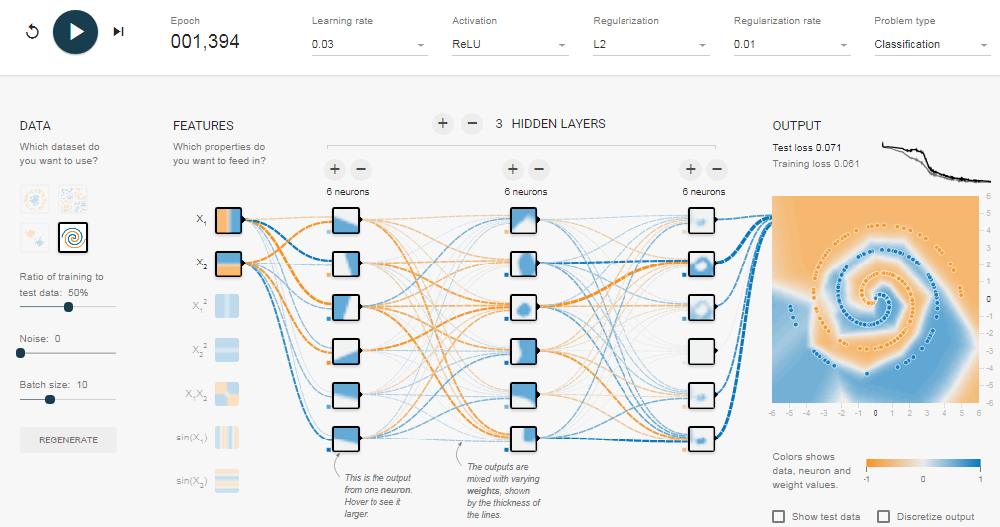 Epoch
001,394
Learning rate
0.03
Activation
ReLU
Regularization
L2
Regularization rate
0.01
Problem type
Classification
DATA
Which dataset do
you want to use?
Ratio of training to
test data: 50%
Noise: 0
Batch size: 10
REGENERATE
FEATURES
Which properties do
you want to feed in?
X1
X2
X1²
X2²
X1X2
sin(X1)
sin(X2)
+ − 3 HIDDEN LAYERS
+ −
6 neurons
+ −
6 neurons
+ −
6 neurons
This is the output
from one neuron.
Hover to see it
larger.
The outputs are
mixed with varying
weights, shown
by the thickness of
the lines.
OUTPUT
Test loss 0.071
Training loss 0.061
6
5
4
3
2
1
0
-1
-2
-3
-4
-5
-6
-6 -5 -4 -3 -2 -1 0 1 2 3 4 5 6
Colors shows
data, neuron and
weight values.
-1 0 1
Show test data
Discretize output